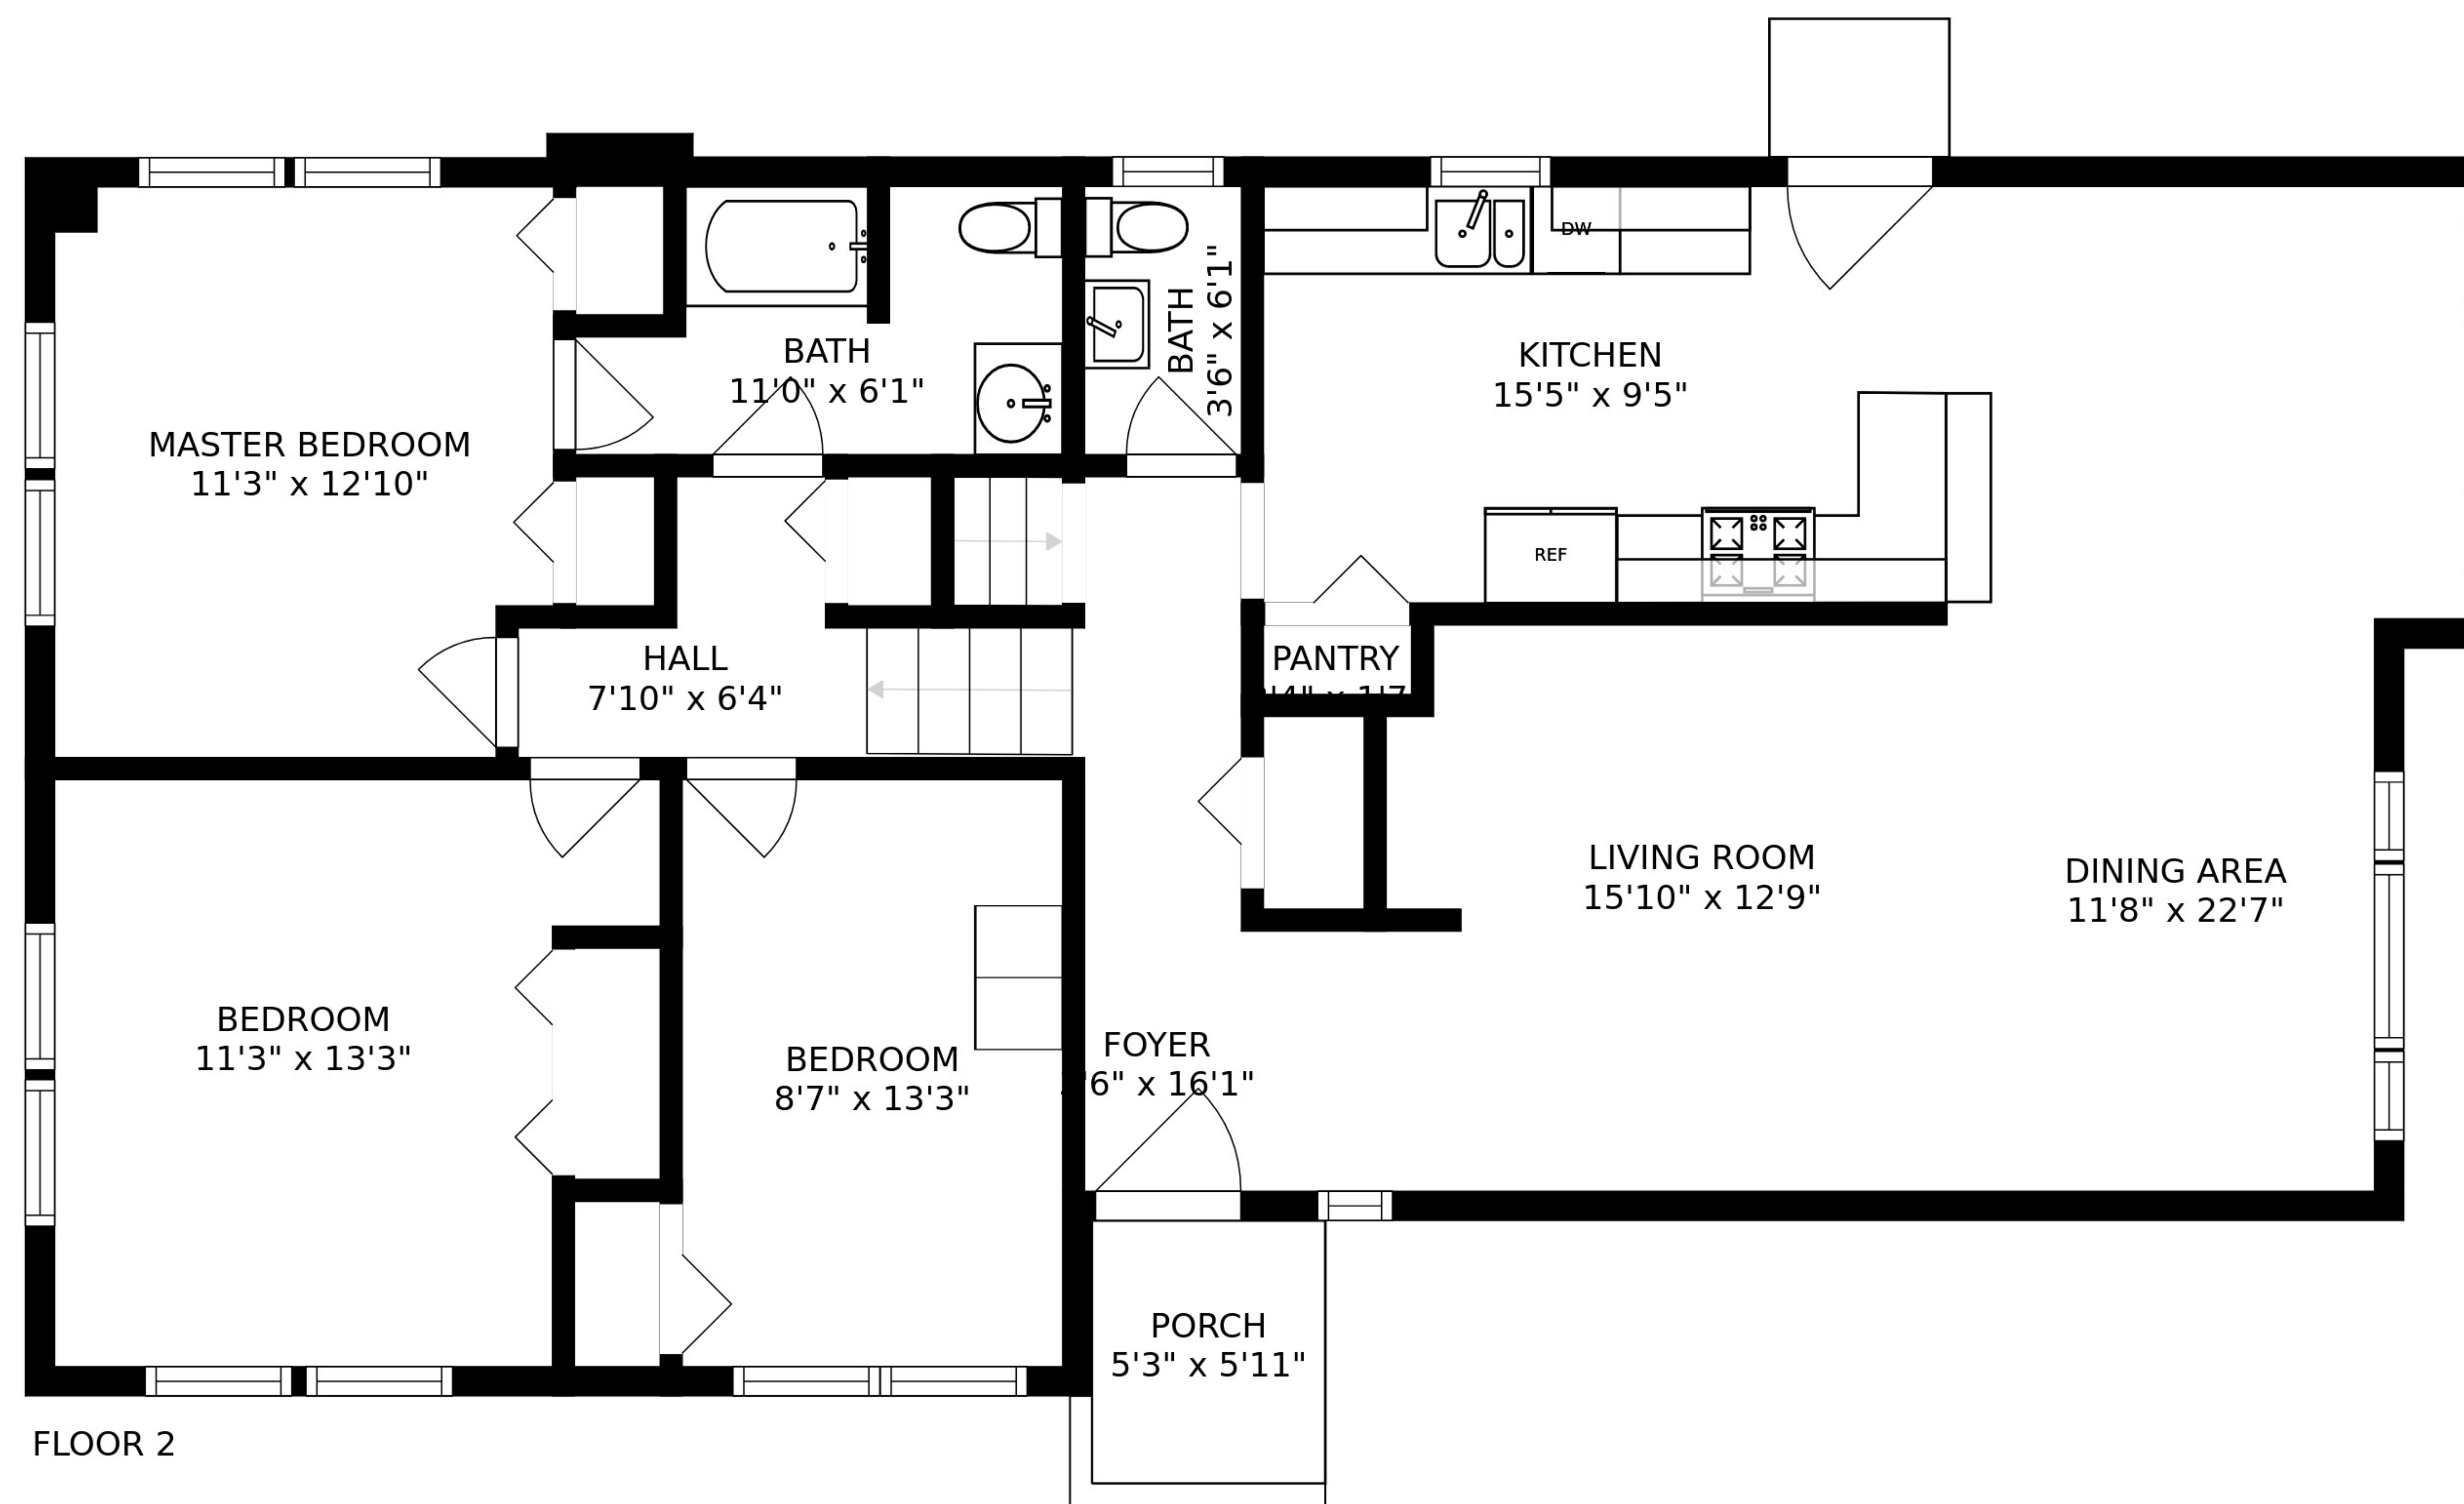 DW
BATH
11'0" x 6'1"
BATH
3'6" x 6'1"
KITCHEN
15'5" x 9'5"
MASTER BEDROOM
11'3" x 12'10"
REF
HALL
7'10" x 6'4"
PANTRY
LIVING ROOM
15'10" x 12'9"
DINING AREA
11'8" x 22'7"
BEDROOM
11'3" x 13'3"
BEDROOM
8'7" x 13'3"
FOYER
x 16'1"
PORCH
5'3" x 5'11"
FLOOR 2